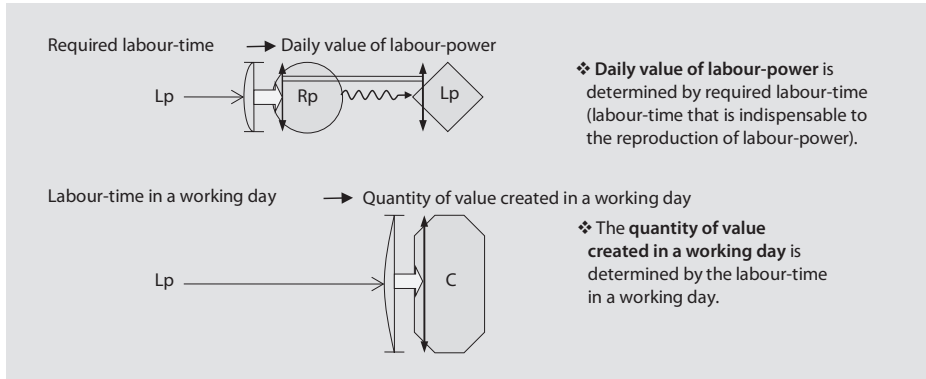 Required labour-time → Daily value of labour-power
Lp Rp Lp
❖ Daily value of labour-power is
determined by required labour-time
(labour-time that is indispensable to
the reproduction of labour-power).
Labour-time in a working day → Quantity of value created in a working day
Lp C
❖ The quantity of value
created in a working day is
determined by the labour-time
in a working day.